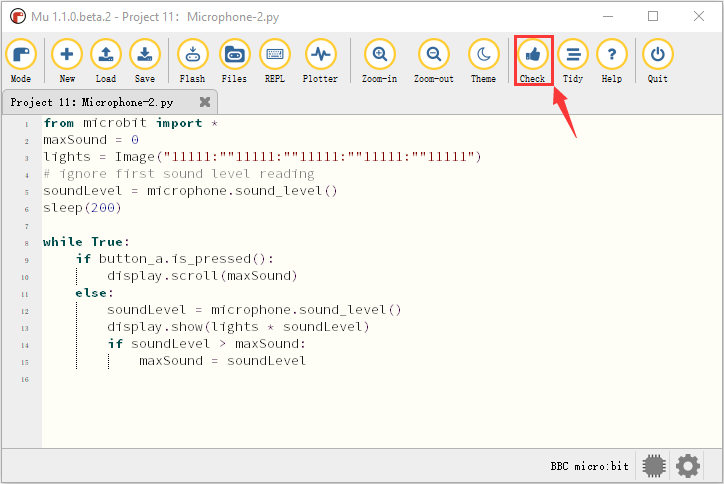 Mu 1.1.0.beta.2 - Project 11: Microphone-2.py
Mode New Load Save Flash Files REPL Plotter Zoom-in Zoom-out Theme Check Tidy Help Quit
Project 11: Microphone-2.py
1 from microbit import *
2 maxSound = 0
3 lights = Image("11111:""11111:""11111:""11111:""11111")
4 # ignore first sound level reading
5 soundLevel = microphone.sound_level()
6 sleep(200)
7
8 while True:
9     if button_a.is_pressed():
10         display.scroll(maxSound)
11     else:
12         soundLevel = microphone.sound_level()
13         display.show(lights * soundLevel)
14         if soundLevel > maxSound:
15             maxSound = soundLevel
16
BBC micro:bit